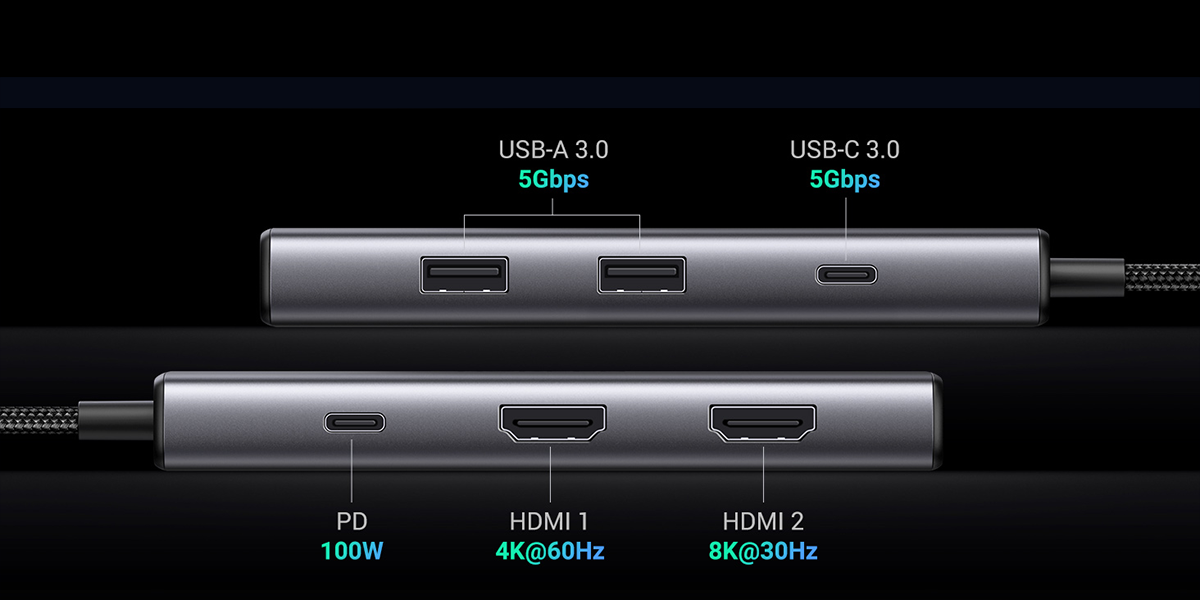 USB-A 3.0
5Gbps
USB-C 3.0
5Gbps
PD
100W
HDMI 1
4K@60Hz
HDMI 2
8K@30Hz